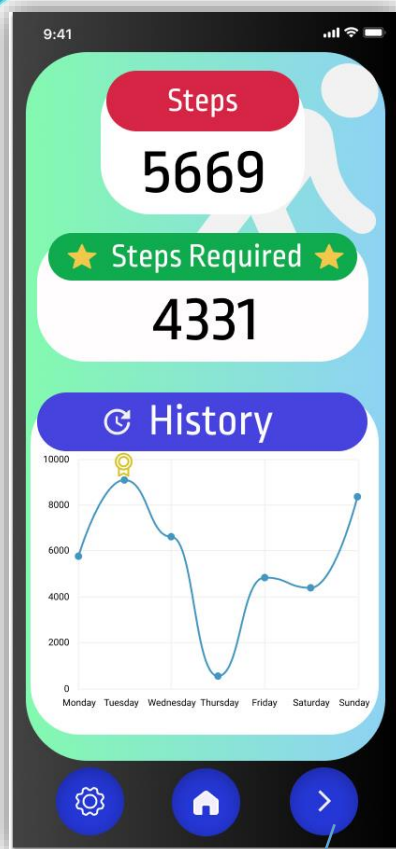 9:41
Steps
5669
Steps Required
4331
History
10000
8000
6000
4000
2000
0
Monday Tuesday Wednesday Thursday Friday Saturday Sunday